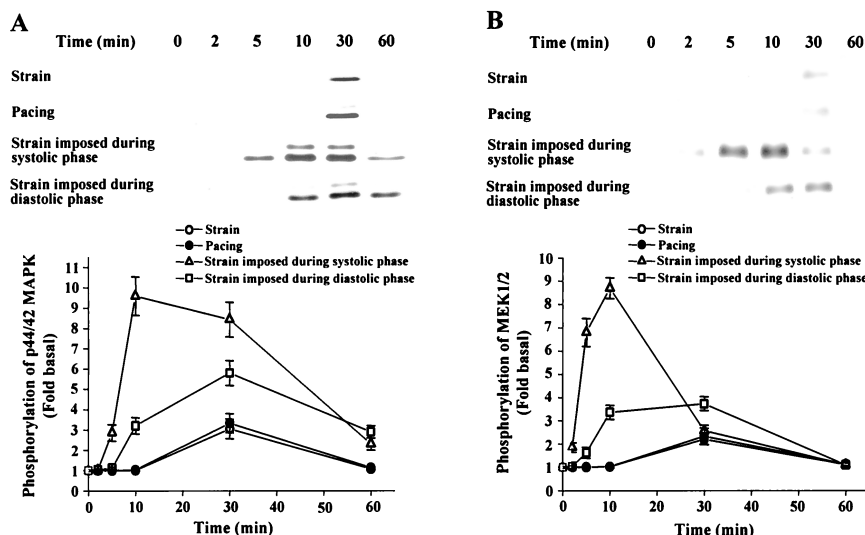 A
Time (min) 0 2 5 10 30 60
Strain
Pacing
Strain imposed during
systolic phase
Strain imposed during
diastolic phase
Strain
Pacing
Strain imposed during systolic phase
Strain imposed during diastolic phase
Phosphorylation of p44/42 MAPK
(Fold basal)
11
10
9
8
7
6
5
4
3
2
1
0
0 10 20 30 40 50 60
Time (min)
B
Time (min) 0 2 5 10 30 60
Strain
Pacing
Strain imposed during
systolic phase
Strain imposed during
diastolic phase
Strain
Pacing
Strain imposed during systolic phase
Strain imposed during diastolic phase
Phosphorylation of MEK1/2
(Fold basal)
10
9
8
7
6
5
4
3
2
1
0
0 10 20 30 40 50 60
Time (min)